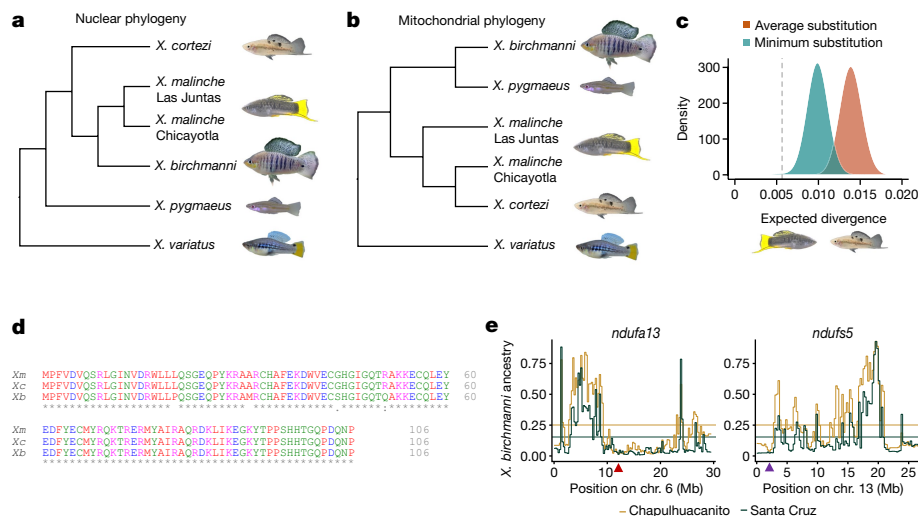 a
Nuclear phylogeny
X. cortezi
X. malinche
Las Juntas
X. malinche
Chicayotla
X. birchmanni
X. pygmaeus
X. variatus
b
Mitochondrial phylogeny
X. birchmanni
X. pygmaeus
X. malinche
Las Juntas
X. malinche
Chicayotla
X. cortezi
X. variatus
c
Average substitution
Minimum substitution
Density
300
200
100
0
0 0.005 0.010 0.015 0.020
Expected divergence
d
Xm MPFVDVQSRLGINVDRWLLLQSGEQPYKRAARCHAFEKDWVECGHGIGQTRAKKECQLEY 60
Xc MPFVDVQSRLGINVDRWLLLQSGEQPYKRAARCHAFEKDWVECGHGIGQTRAKKECQLEY 60
Xb MPFVDVQSRLGINVDRWLLLPSGEQPYKRAMRCHAFEKDWVECSHGIGQTQAKKECQLEY 60
******************** ********* ************.******:*********
Xm EDFYECMYRQKTRERMYAIRAQRDKLIKEGKYTPPSHHTGQPDQNP 106
Xc EDFYECMYRQKTRERMYAIRAQRDKLIKEGKYTPPSHHTGQPDQNP 106
Xb EDFYECMYRQKTRERMYAIRAQRDKLIKEGKYTPPSHHTGQPDQNP 106
**********************************************
e
X. birchmanni ancestry
ndufa13
0.75
0.50
0.25
0.00
0 10 20 30
Position on chr. 6 (Mb)
ndufs5
0.75
0.50
0.25
0.00
0 5 10 15 20 25
Position on chr. 13 (Mb)
Chapulhuacanito Santa Cruz